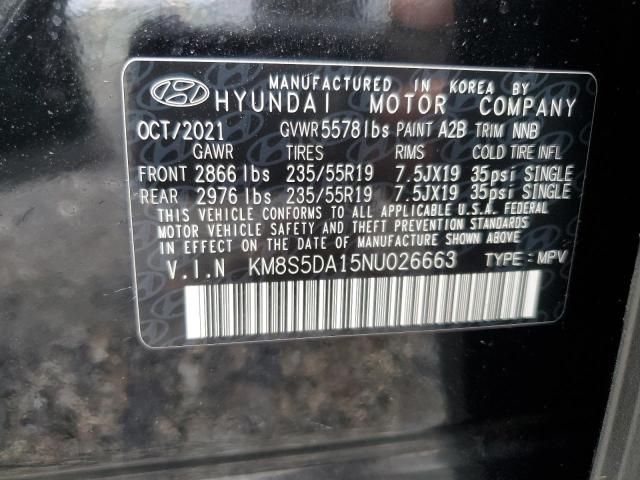 MANUFACTURED IN KOREA BY
HYUNDAI MOTOR COMPANY
OCT/2021 GVWR 5578 lbs PAINT A2B TRIM NNB
GAWR TIRES RIMS COLD TIRE INFL
FRONT 2866 lbs 235/55R19 7.5JX19 35psi SINGLE
REAR 2976 lbs 235/55R19 7.5JX19 35psi SINGLE
THIS VEHICLE CONFORMS TO ALL APPLICABLE U.S.A. FEDERAL
MOTOR VEHICLE SAFETY BUMPER, AND THEFT PREVENTION STANDARDS
IN EFFECT ON THE DATE OF MANUFACTURE SHOWN ABOVE.
V.I.N KM8S5DA15NU026663 TYPE : MPV